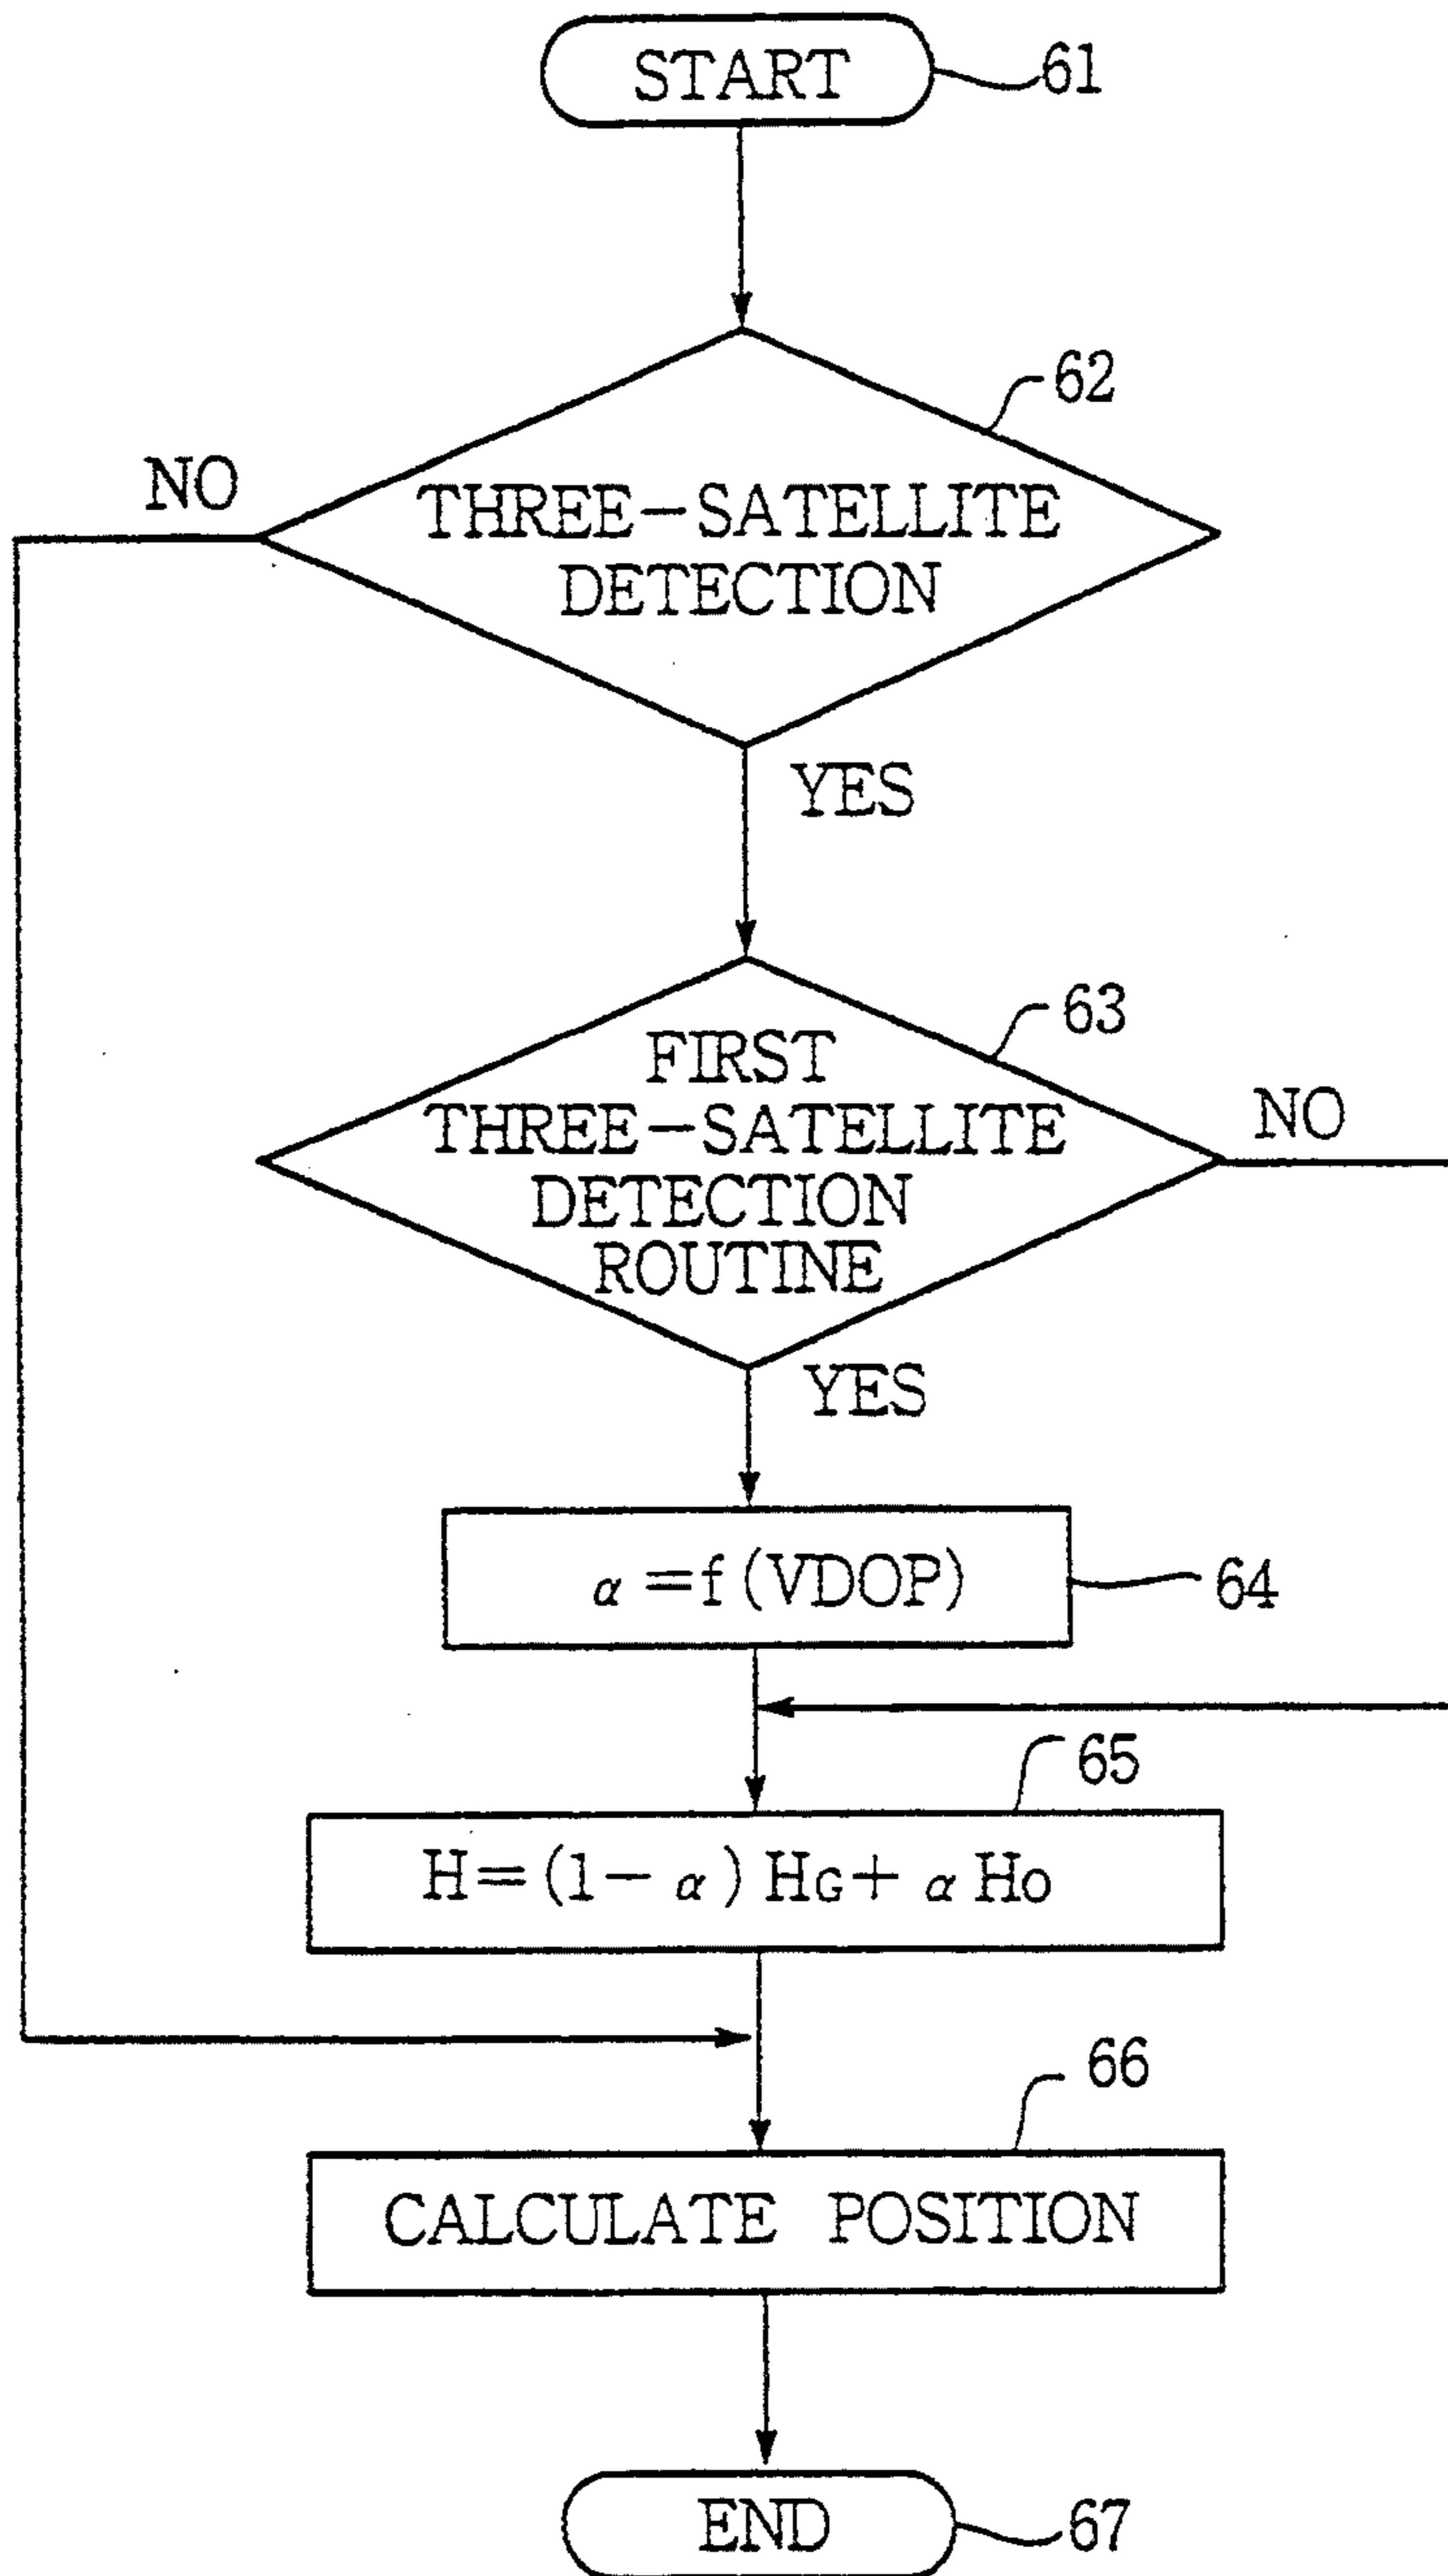 START
61
62
NO
THREE-SATELLITE
DETECTION
YES
63
FIRST
THREE-SATELLITE
DETECTION
ROUTINE
NO
YES
α=f(VDOP)
64
65
H=(1-α)HG+αHo
66
CALCULATE POSITION
END
67